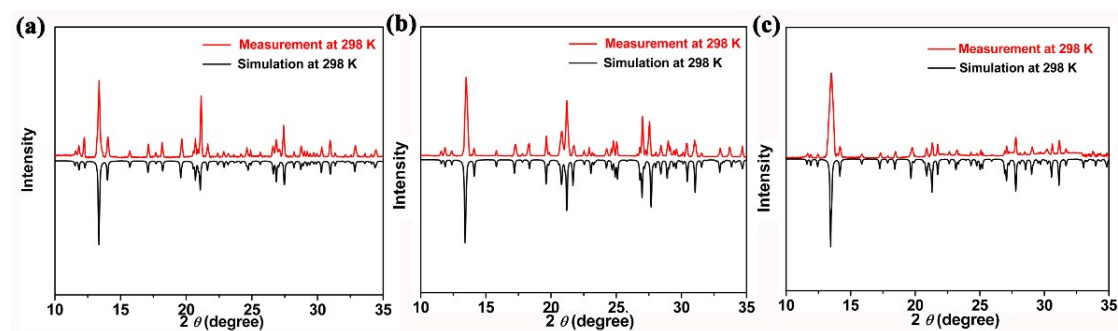 (a)
Measurement at 298 K
Simulation at 298 K
Intensity
10 15 20 25 30 35
2 θ (degree)
(b)
Measurement at 298 K
Simulation at 298 K
Intensity
10 15 20 25 30 35
2 θ (degree)
(c)
Measurement at 298 K
Simulation at 298 K
Intensity
10 15 20 25 30 35
2 θ (degree)